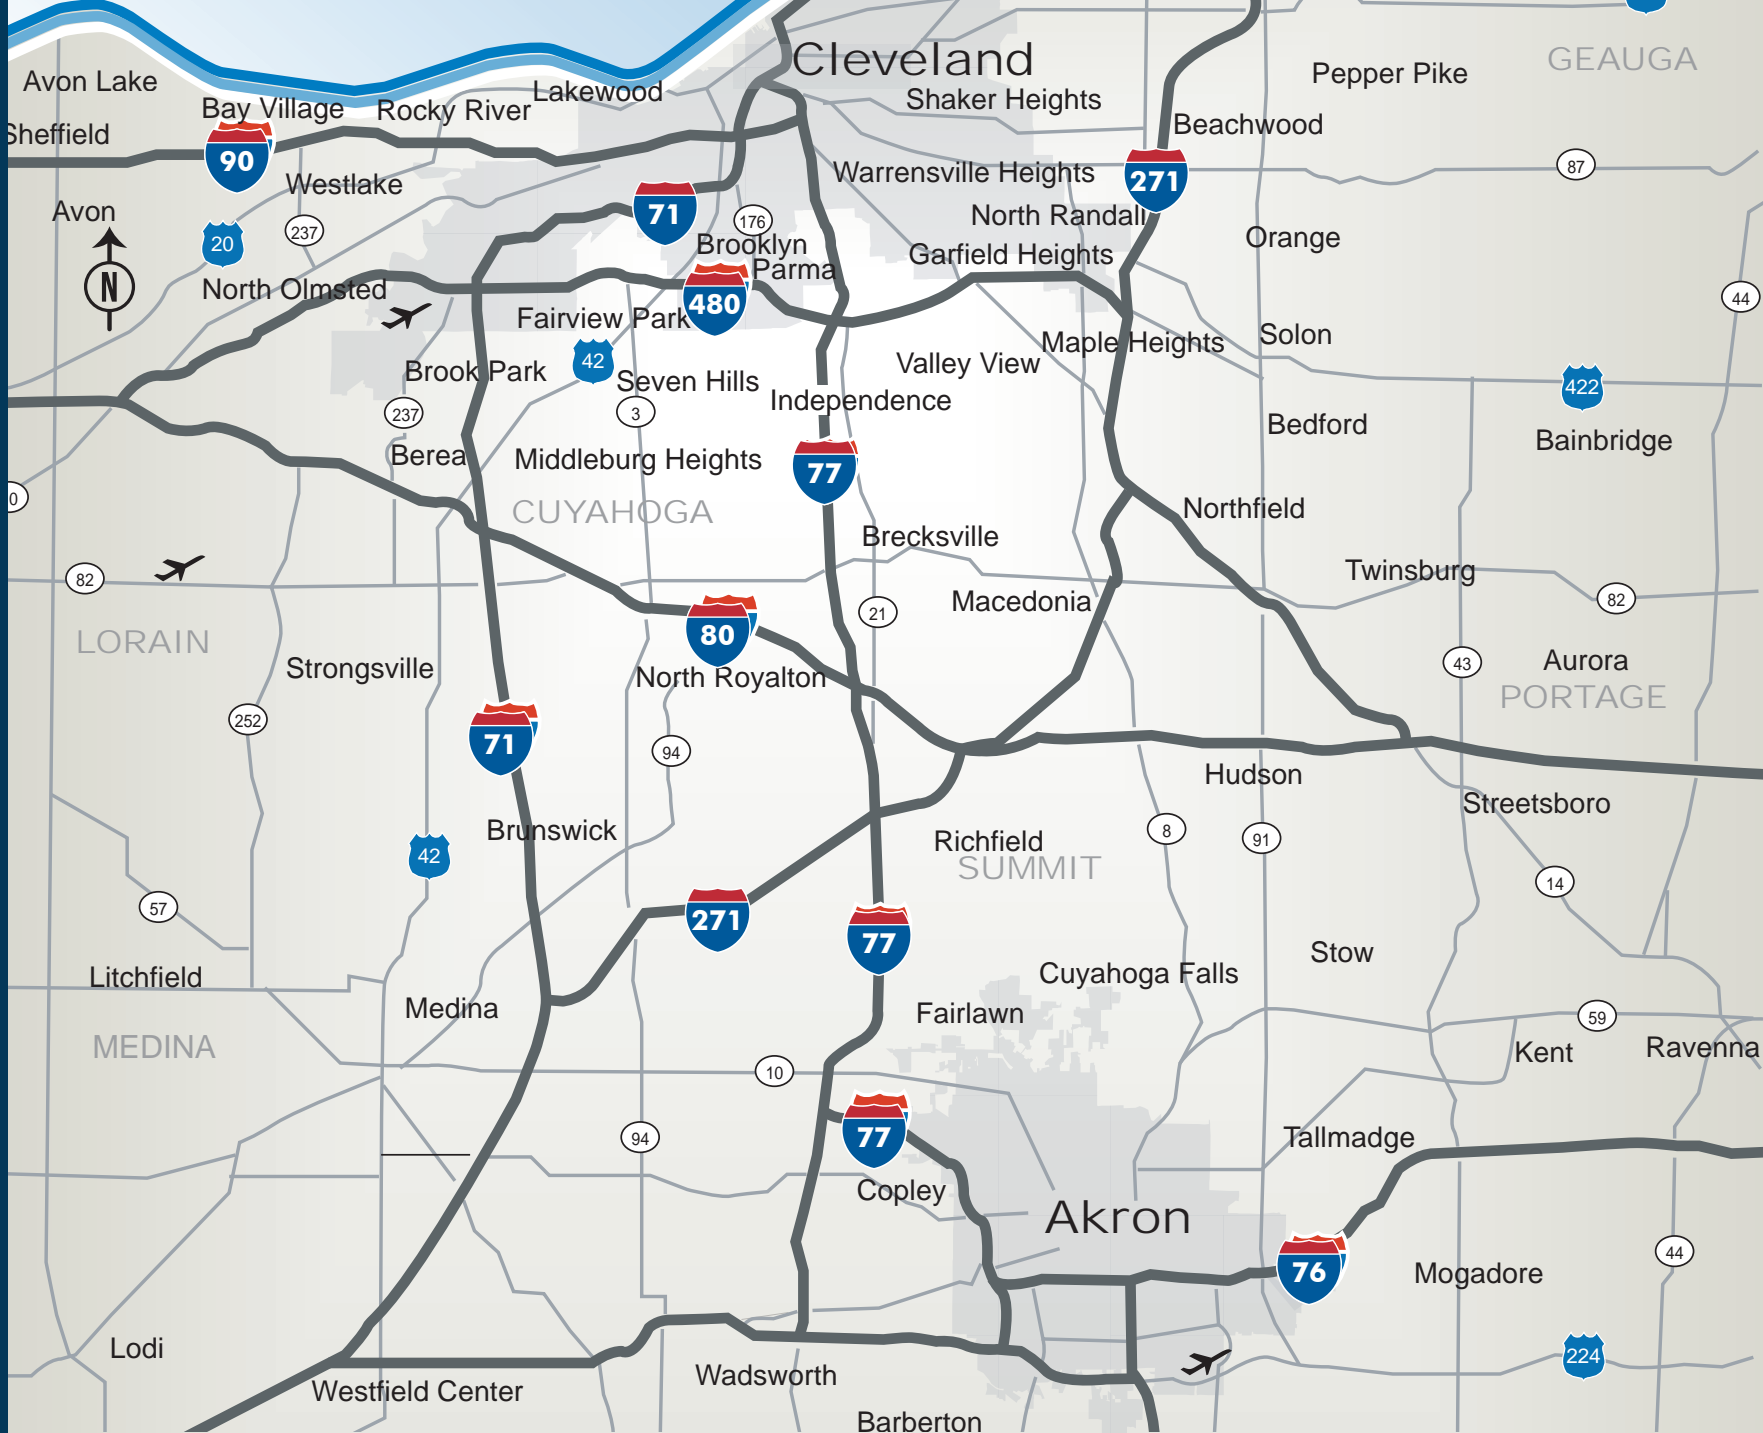 Cleveland
GEAUGA
Pepper Pike
Avon Lake
Lakewood
Bay Village
Rocky River
Shaker Heights
Sheffield
Beachwood
90
87
Westlake
Warrensville Heights
271
Avon
71
176
North Randall
20
237
Brooklyn
Orange
Garfield Heights
Parma
N
North Olmsted
480
44
Fairview Park
Solon
Maple Heights
42
Valley View
Brook Park
Seven Hills
422
Independence
237
3
Bedford
Bainbridge
Berea
Middleburg Heights
77
0
CUYAHOGA
Northfield
Brecksville
82
Twinsburg
Macedonia
82
21
80
LORAIN
Strongsville
North Royalton
43
Aurora
PORTAGE
252
71
94
Hudson
Streetsboro
Brunswick
8
91
Richfield
42
SUMMIT
14
57
271
77
Stow
Litchfield
Cuyahoga Falls
Medina
Fairlawn
59
MEDINA
Kent
Ravenna
10
77
94
Tallmadge
Copley
Akron
44
76
Mogadore
Lodi
224
Wadsworth
Westfield Center
Barberton